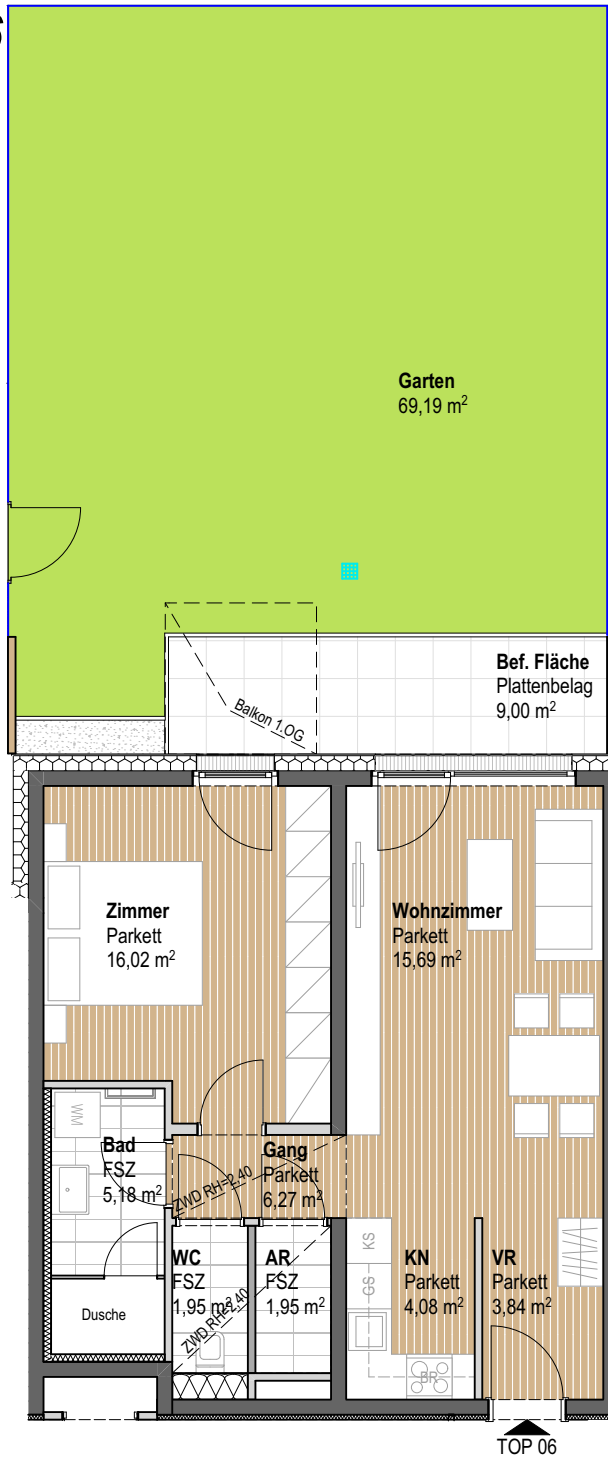 Garten
69,19 m²
Bef. Fläche
Plattenbelag
9,00 m²
Balkon 1.OG
Zimmer
Parkett
16,02 m²
Wohnzimmer
Parkett
15,69 m²
WM
Bad
FSZ
5,18 m²
Gang
Parkett
6,27 m²
ZWD RH=2,40
WC
FSZ
1,95 m²
AR
FSZ
1,95 m²
ZWD RH=2,40
KS
GS
KN
Parkett
4,08 m²
VR
Parkett
3,84 m²
Dusche
BR
TOP 06